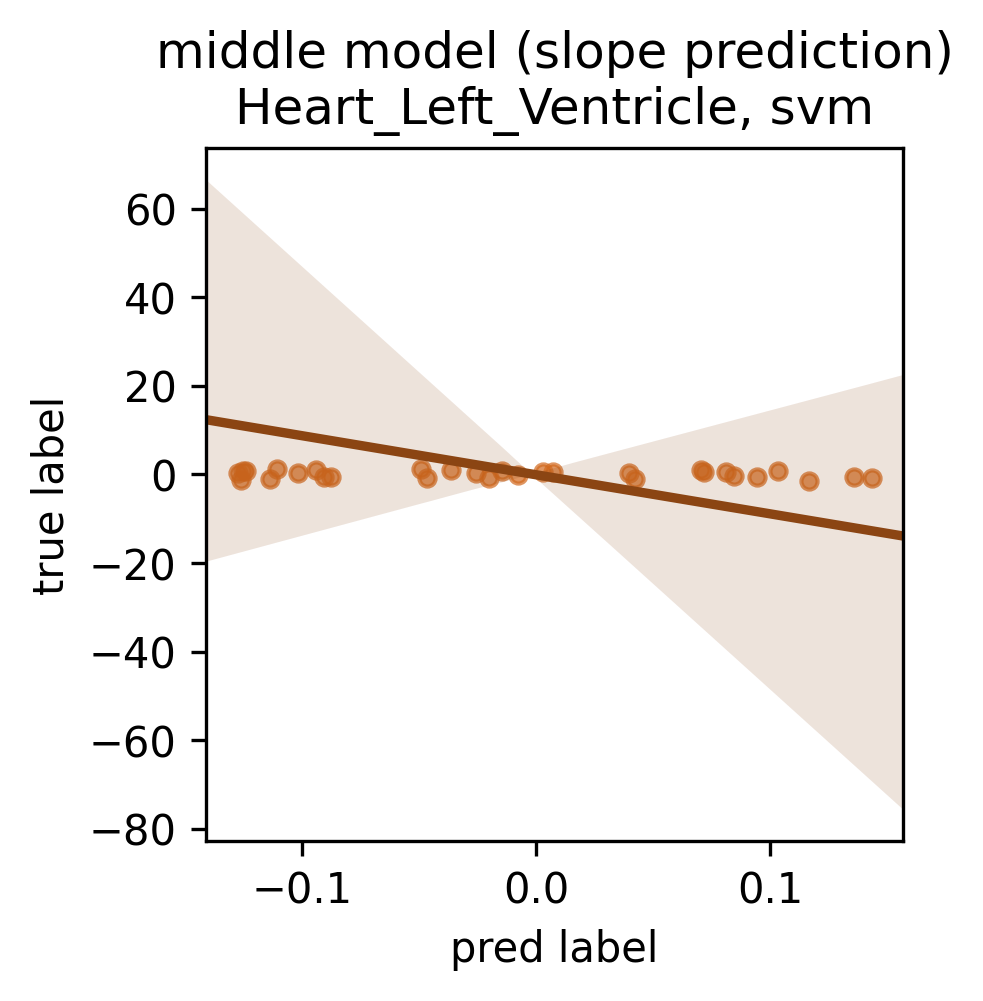 middle model (slope prediction)
Heart_Left_Ventricle, svm
60
40
20
0
−20
−40
−60
−80
true label
−0.1
0.0
0.1
pred label